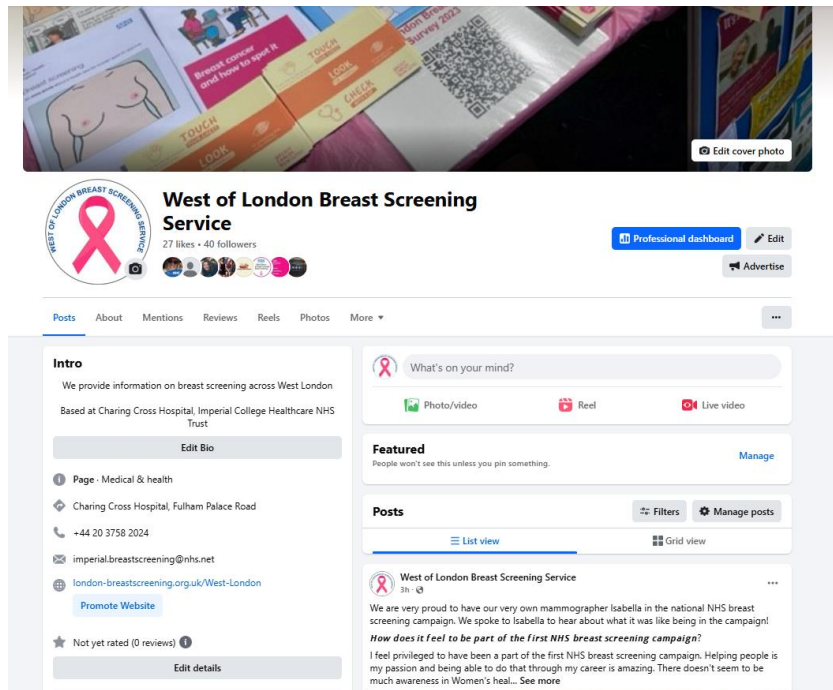 Breast cancer
and how to spot it
Survey 2023
TOUCH
LOOK
CHECK
TOUCH
LOOK
Edit cover photo
WEST OF LONDON BREAST SCREENING SERVICE
West of London Breast Screening
Service
27 likes • 40 followers
Professional dashboard
Edit
Advertise
Posts
About
Mentions
Reviews
Reels
Photos
More
Intro
We provide information on breast screening across West London
Based at Charing Cross Hospital, Imperial College Healthcare NHS
Trust
Edit Bio
Page · Medical & health
Charing Cross Hospital, Fulham Palace Road
+44 20 3758 2024
imperial.breastscreening@nhs.net
london-breastscreening.org.uk/West-London
Promote Website
Not yet rated (0 reviews)
Edit details
What's on your mind?
Photo/video
Reel
Live video
Featured
Manage
People won't see this unless you pin something.
Posts
Filters
Manage posts
List view
Grid view
West of London Breast Screening Service
3h ·
We are very proud to have our very own mammographer Isabella in the national NHS breast
screening campaign. We spoke to Isabella to hear about what it was like being in the campaign!
How does it feel to be part of the first NHS breast screening campaign?
I feel privileged to have been a part of the first NHS breast screening campaign. Helping people is
my passion and being able to do that through my career is amazing. There doesn't seem to be
much awareness in Women's heal... See more